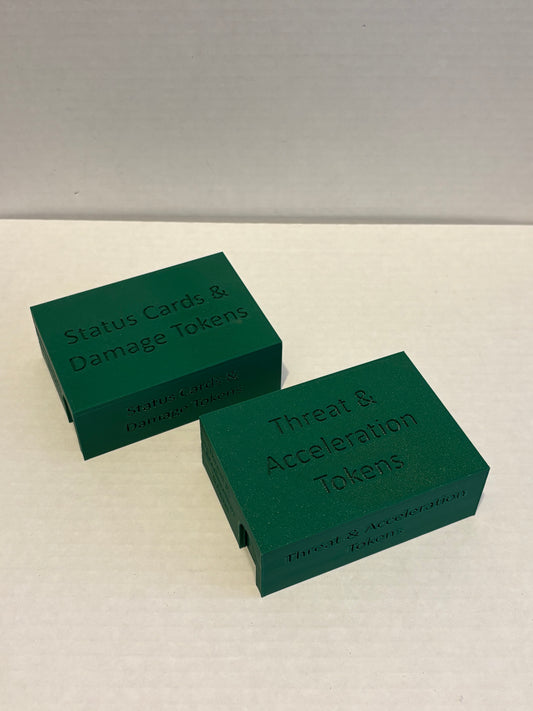 Status Cards &
Damage Tokens
Status Cards &
Damage Tokens
Threat &
Acceleration
Tokens
Threat & Acceleration
Tokens